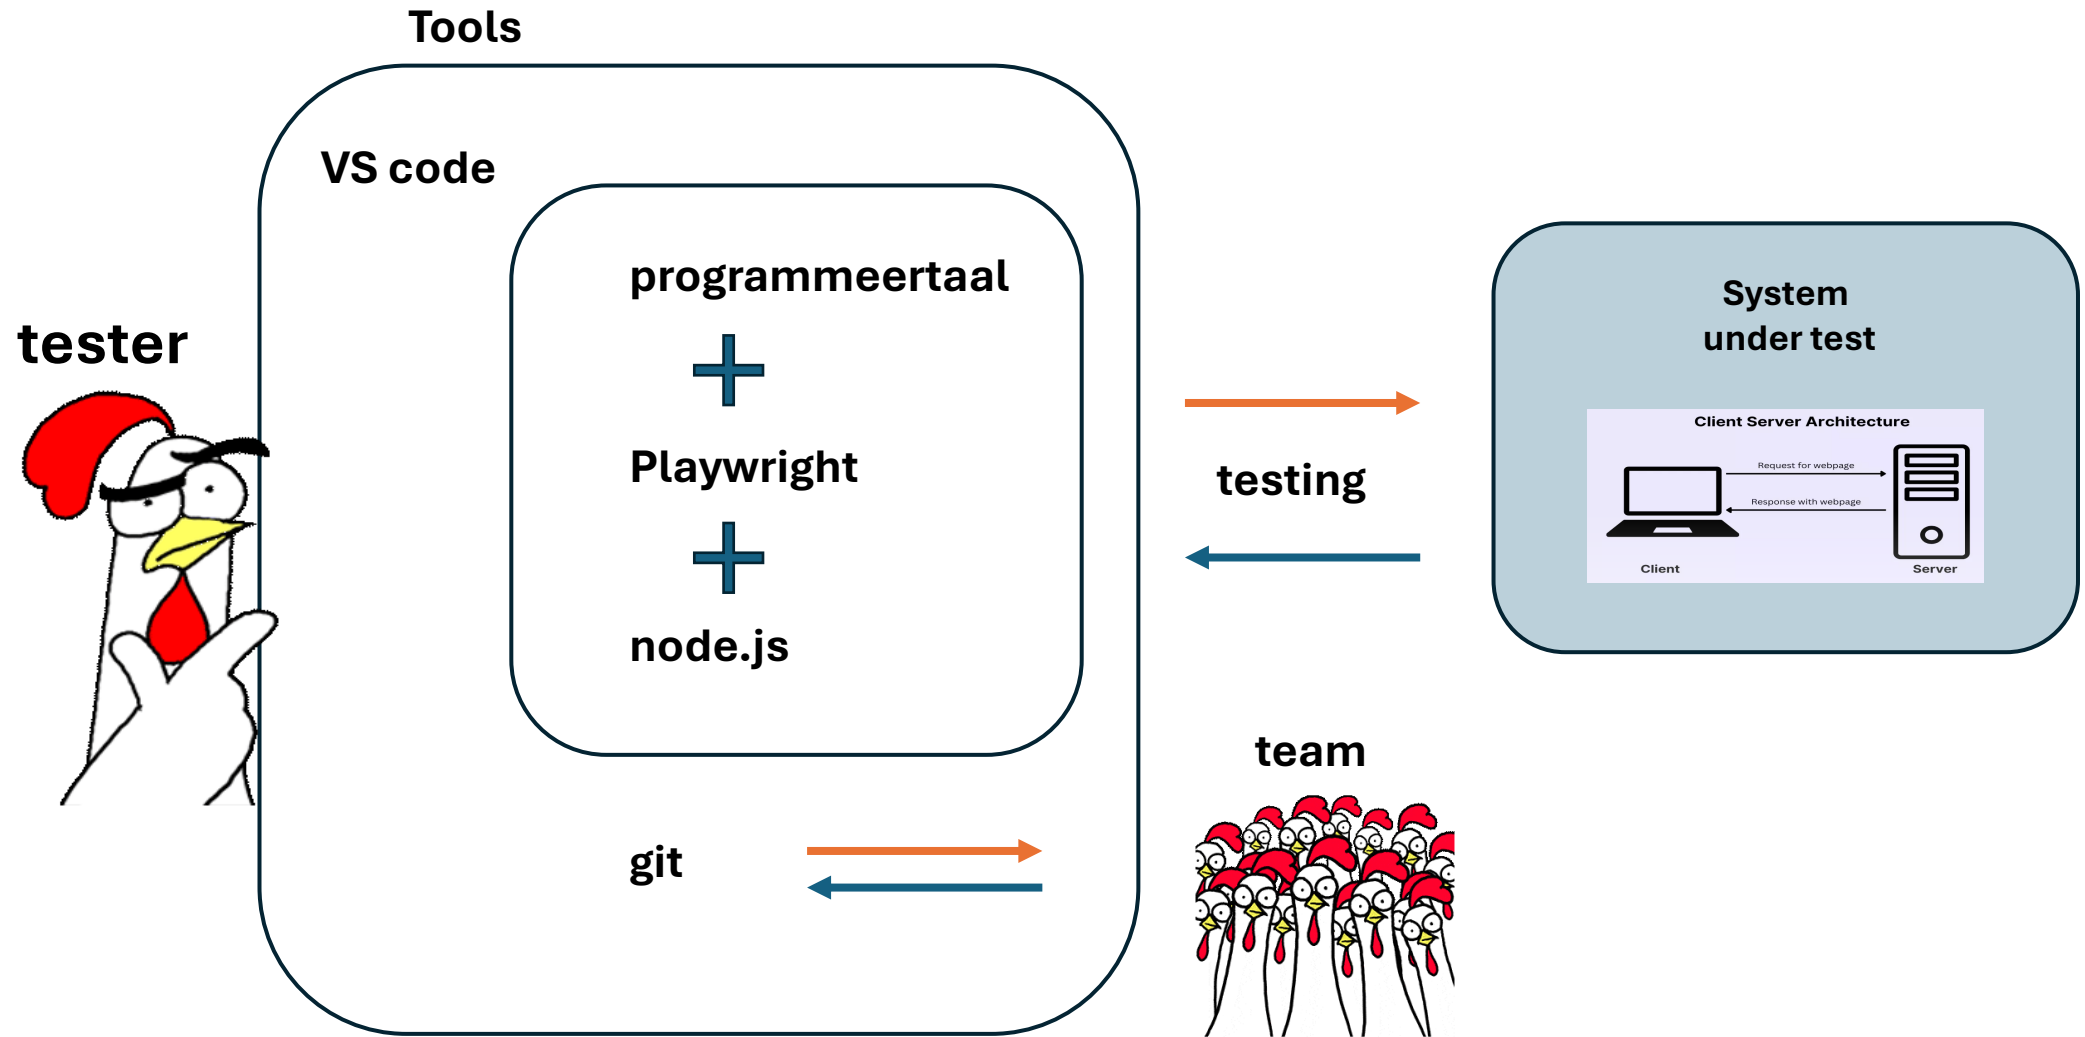 Tools
VS code
programmeertaal
Playwright
node.js
git
tester
testing
team
System
under test
Client Server Architecture
Request for webpage
Response with webpage
Client
Server